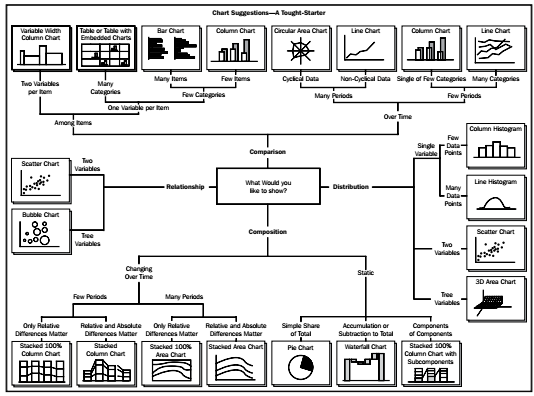 Chart Suggestions—A Tought-Starter
Variable Width
Column Chart
Table or Table with
Embedded Charts
Bar Chart
Column Chart
Circular Area Chart
Line Chart
Column Chart
Line Chart
Two Variables
per Item
Many
Categories
Many Items
Few Items
Cyclical Data
Non-Cyclical Data
Single of Few Categories
Many Categories
Few Categories
Many Periods
Few Periods
One Variable per Item
Among Items
Over Time
Comparison
Relationship
What Would you
like to show?
Distribution
Composition
Scatter Chart
Two
Variables
Bubble Chart
Tree
Variables
Single
Variable
Few
Data
Points
Column Histogram
Many
Data
Points
Line Histogram
Two
Variables
Scatter Chart
Tree
Variables
3D Area Chart
Changing
Over Time
Static
Few Periods
Many Periods
Only Relative
Differences Matter
Relative and Absolute
Differences Matter
Only Relative
Differences Matter
Relative and Absolute
Differences Matter
Simple Share
of Total
Accumulation or
Subtraction to Total
Components
of Components
Stacked 100%
Column Chart
Stacked
Column Chart
Stacked 100%
Area Chart
Stacked Area Chart
Pie Chart
Waterfall Chart
Stacked 100%
Column Chart with
Subcomponents